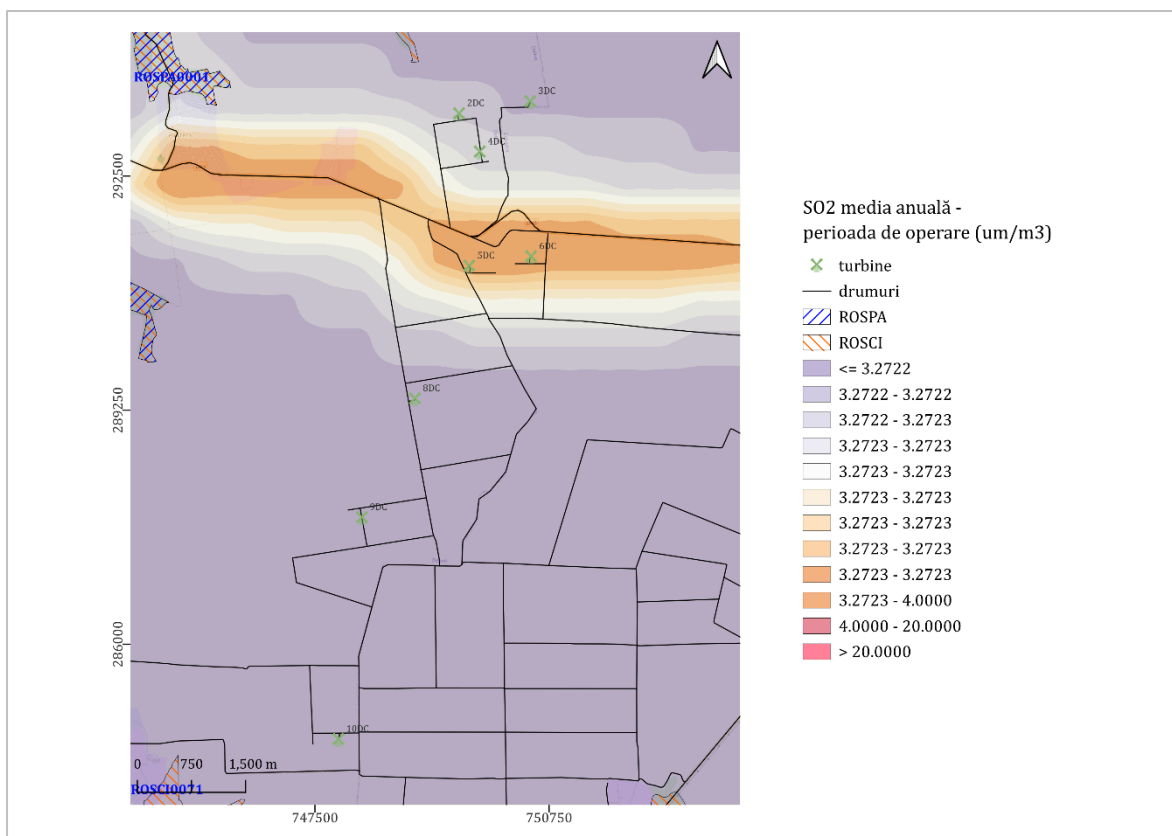 ROSPA0001
3DC
2DC
4DC
292500
6DC
5DC
289250
8DC
9DC
286000
10DC
0 750 1,500 m
ROSCI0071
747500 750750
SO2 media anuală -
perioada de operare (um/m3)
turbine
drumuri
ROSPA
ROSCI
<= 3.2722
3.2722 - 3.2722
3.2722 - 3.2723
3.2723 - 3.2723
3.2723 - 3.2723
3.2723 - 3.2723
3.2723 - 3.2723
3.2723 - 3.2723
3.2723 - 3.2723
3.2723 - 4.0000
4.0000 - 20.0000
> 20.0000